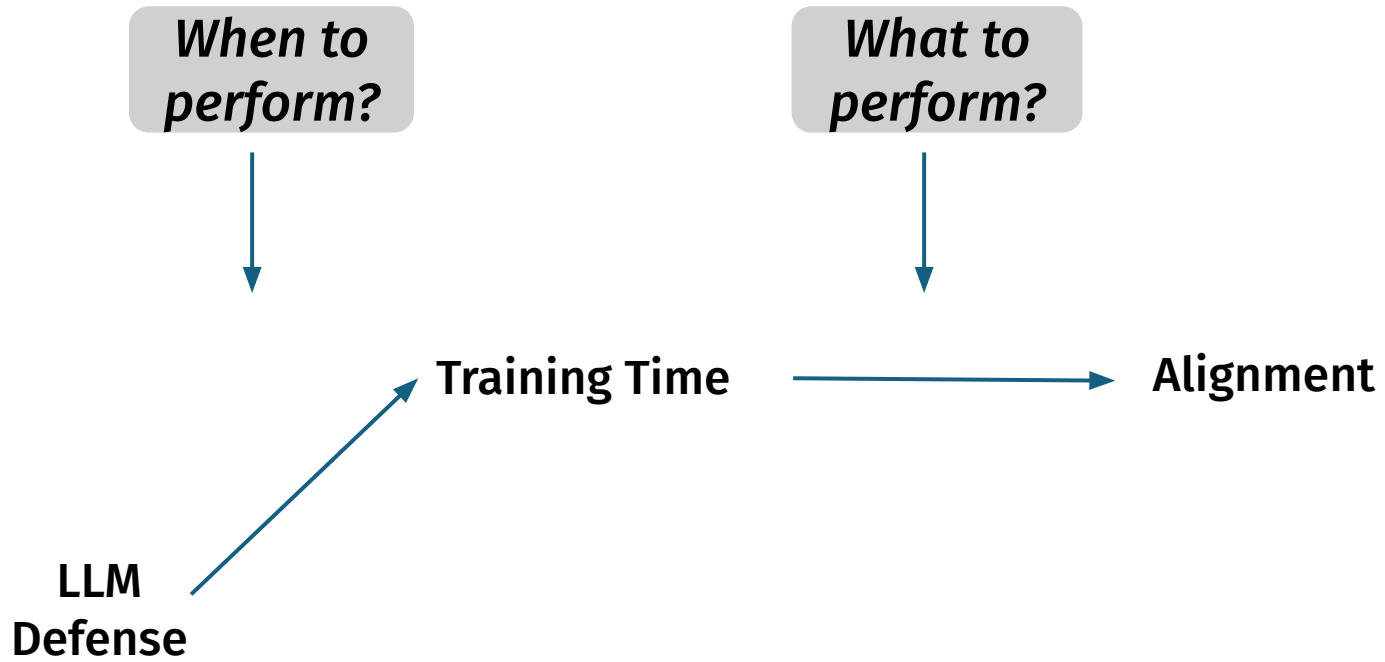 When to
perform?
What to
perform?
Training Time
Alignment
LLM
Defense